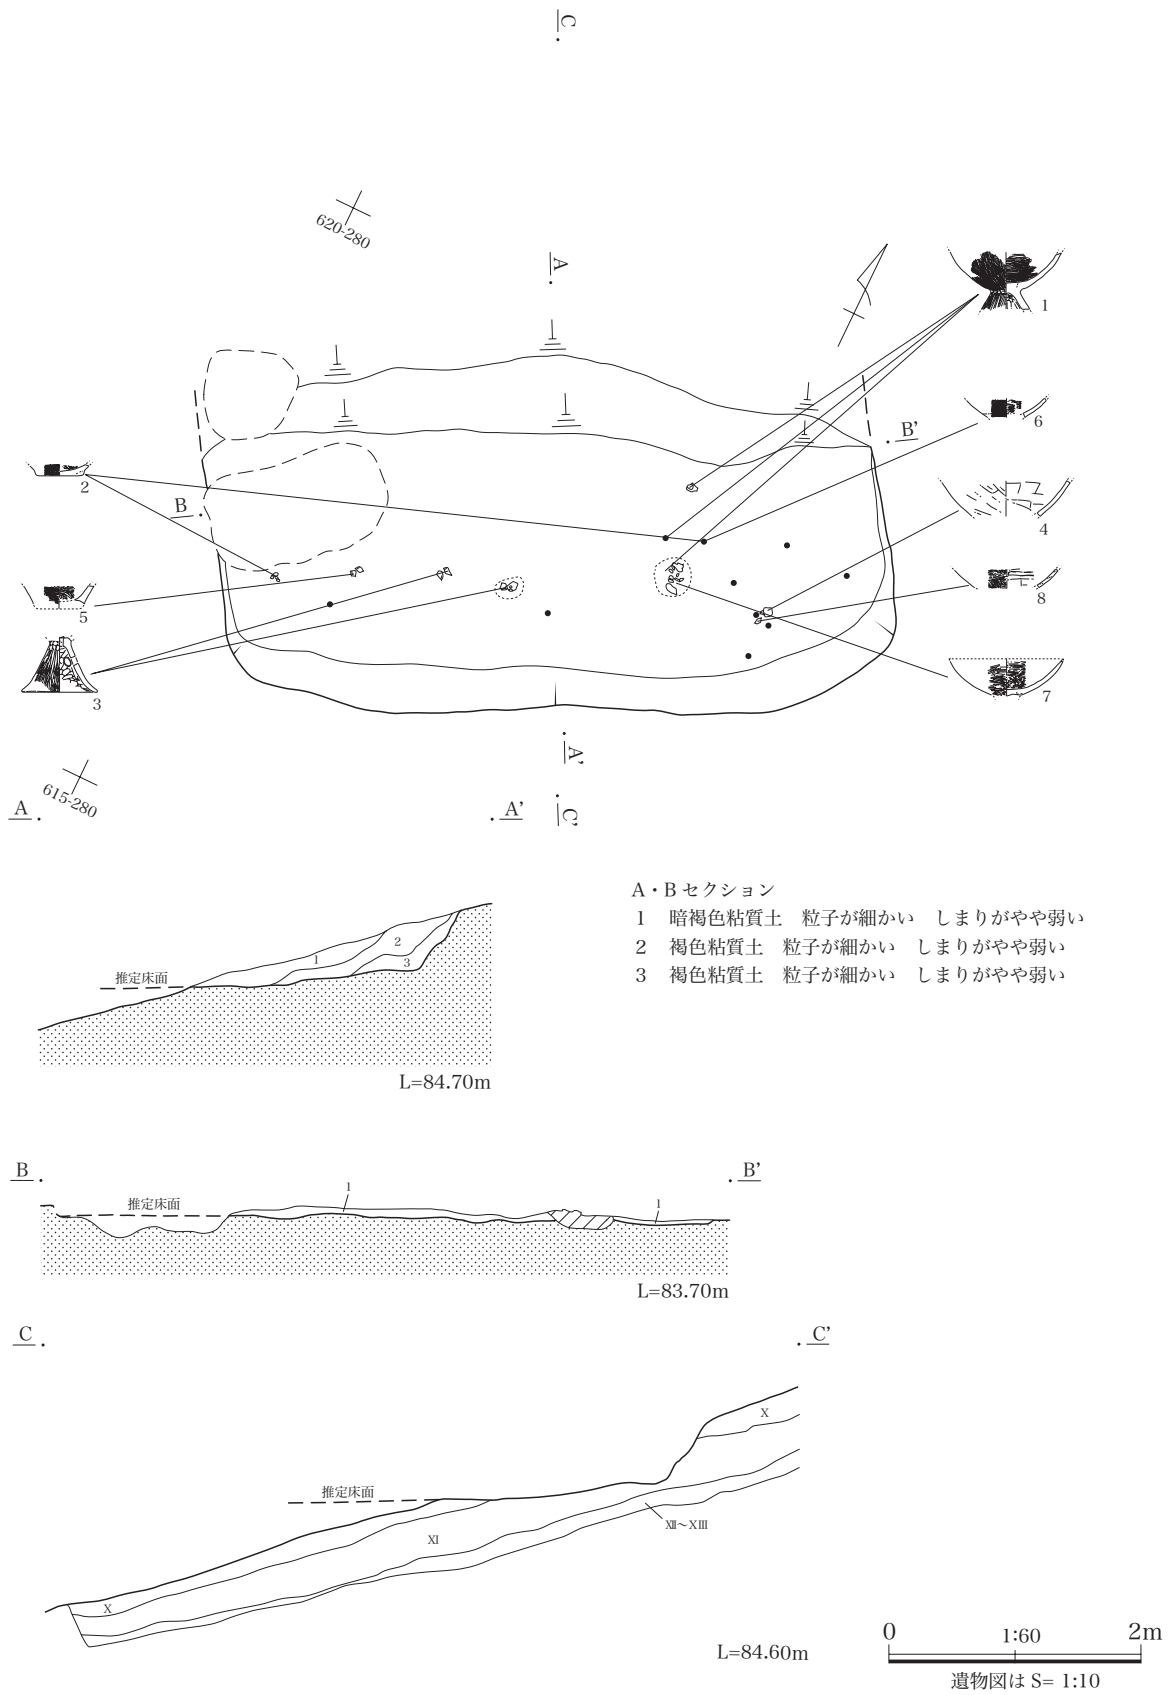 C
620-280
A
1
6
B'
2
B
4
5
8
3
7
A'
615-280
C'
A
A'
A・B セクション
1 暗褐色粘質土 粒子が細かい しまりがやや弱い
2 褐色粘質土 粒子が細かい しまりがやや弱い
3 褐色粘質土 粒子が細かい しまりがやや弱い
2
1
3
推定床面
L=84.70m
B
B'
1
推定床面
1
L=83.70m
C
C'
X
推定床面
XⅡ～XⅢ
XI
X
L=84.60m
0
1:60
2m
遺物図は S= 1:10